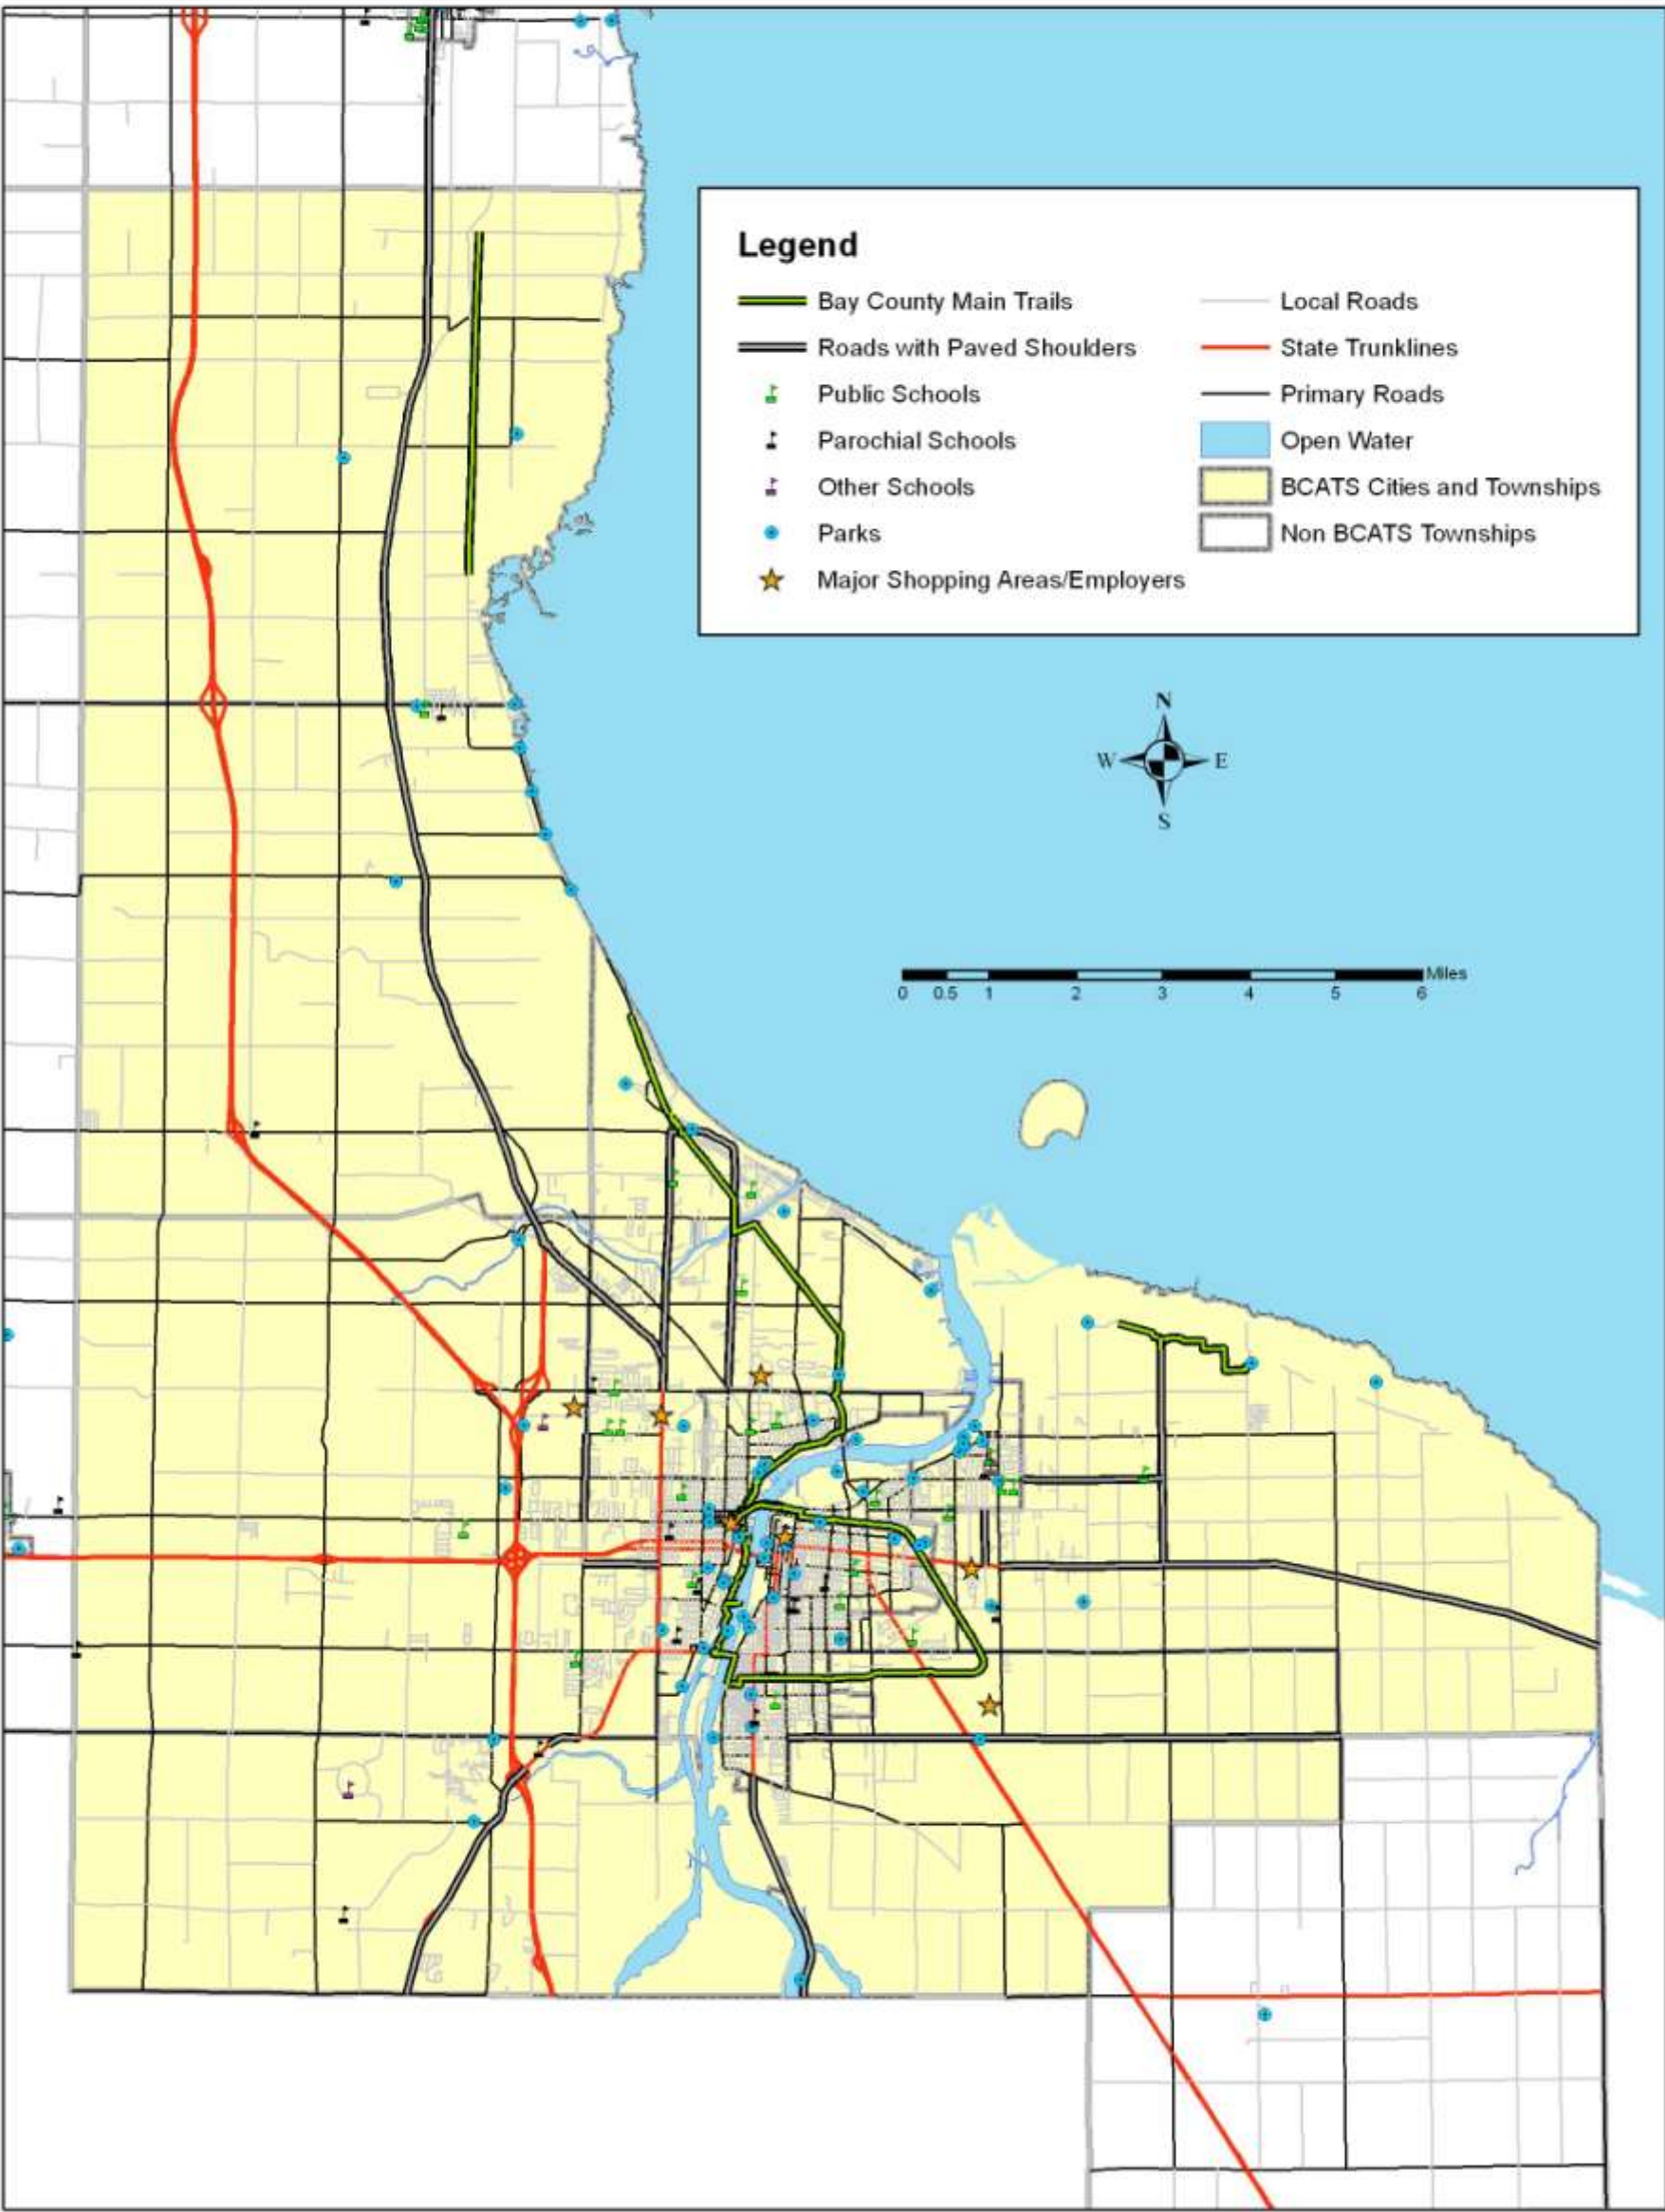 Legend
Bay County Main Trails
Roads with Paved Shoulders
Public Schools
Parochial Schools
Other Schools
Parks
Major Shopping Areas/Employers
Local Roads
State Trunklines
Primary Roads
Open Water
BCATS Cities and Townships
Non BCATS Townships
N
W E
S
Miles
0 0.5 1 2 3 4 5 6